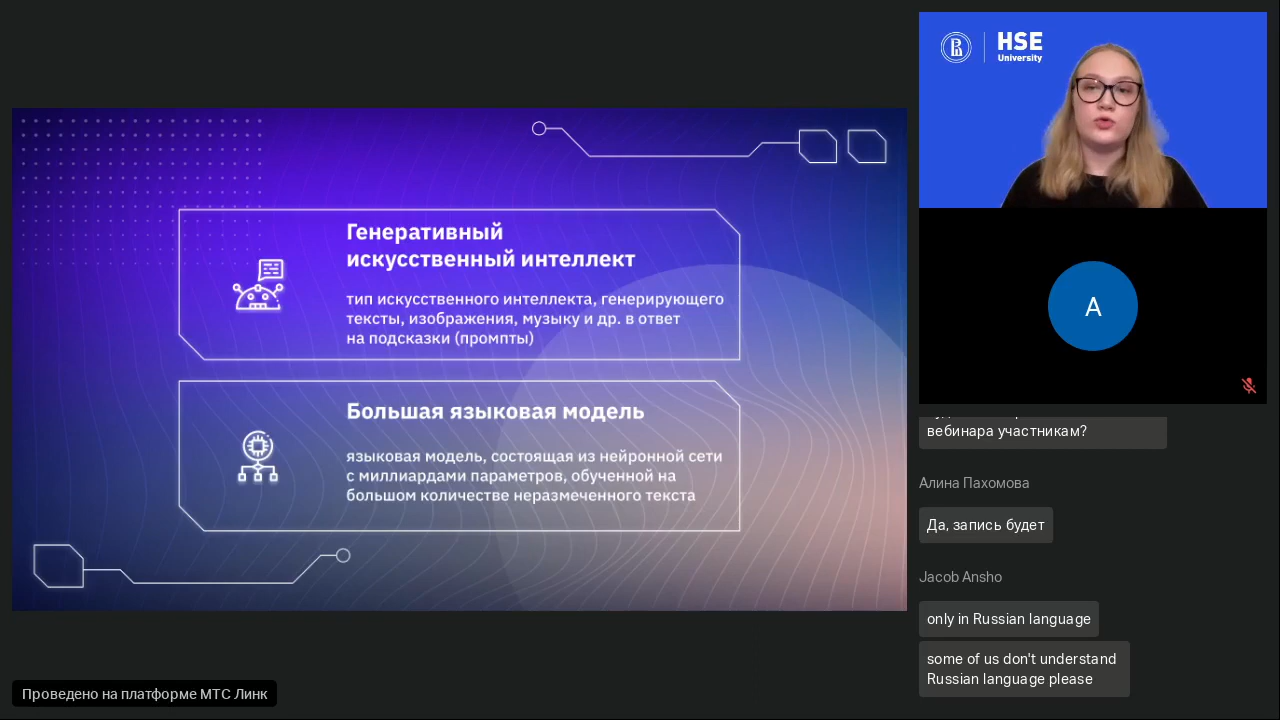 Генеративный
искусственный интеллект
тип искусственного интеллекта, генерирующего
тексты, изображения, музыку и др. в ответ
на подсказки (промпты)
Большая языковая модель
языковая модель, состоящая из нейронной сети
с миллиардами параметров, обученной на
большом количестве неразмеченного текста
Проведено на платформе МТС Линк
HSE
University
А
вебинара участникам?
Алина Пахомова
Да, запись будет
Jacob Ansho
only in Russian language
some of us don't understand
Russian language please